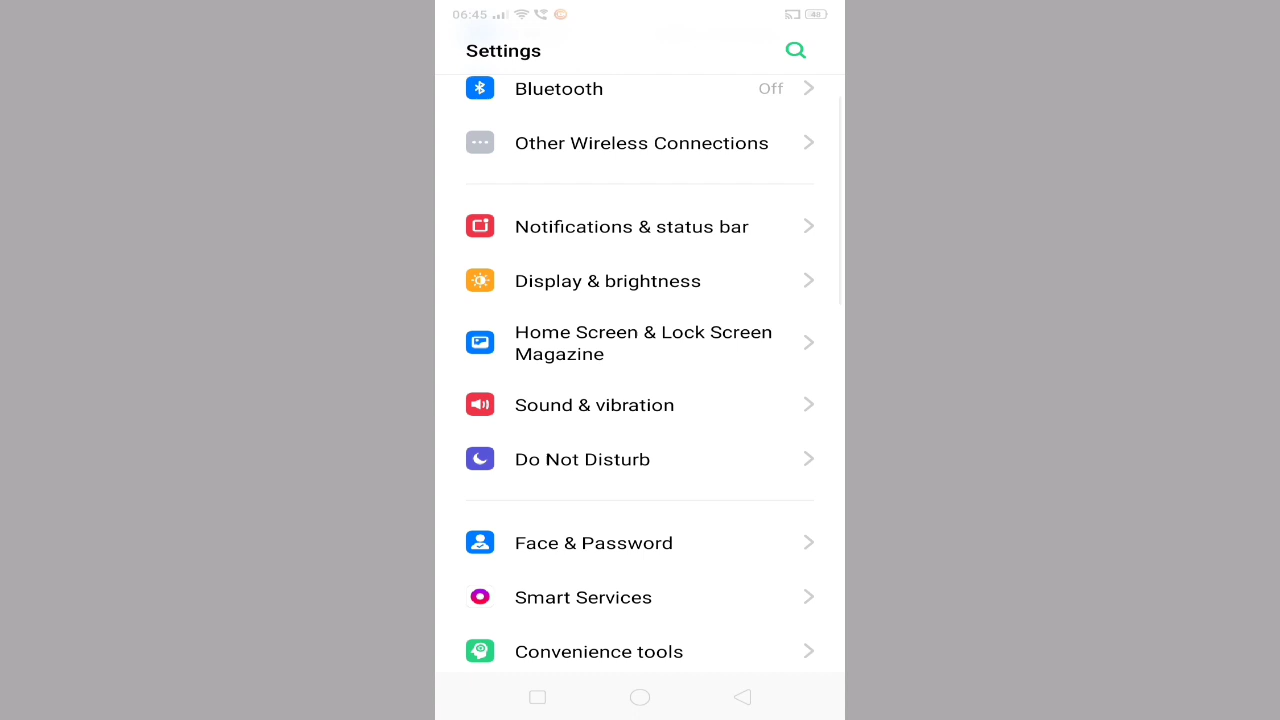 06:45
48
Settings
Bluetooth Off
Other Wireless Connections
Notifications & status bar
Display & brightness
Home Screen & Lock Screen
Magazine
Sound & vibration
Do Not Disturb
Face & Password
Smart Services
Convenience tools